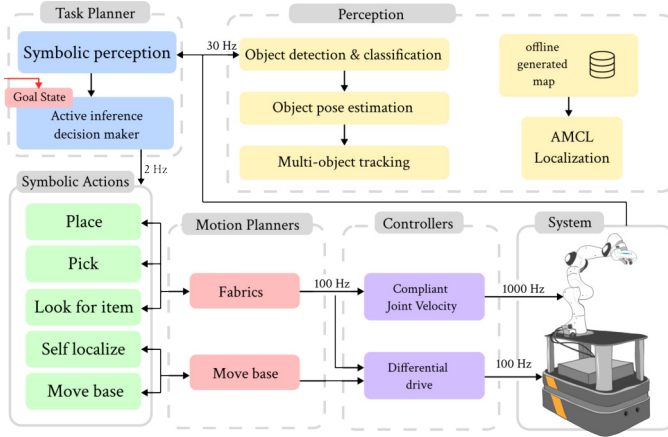 Task Planner
Perception
Symbolic perception
30 Hz
Object detection & classification
offline
generated
map
Goal State
Object pose estimation
Active inference
decision maker
AMCL
Localization
Multi-object tracking
2 Hz
Symbolic Actions
Place
Motion Planners
Controllers
System
Pick
Fabrics
100 Hz
Compliant
Joint Velocity
1000 Hz
Look for item
Self localize
Move base
Move base
Differential
drive
100 Hz